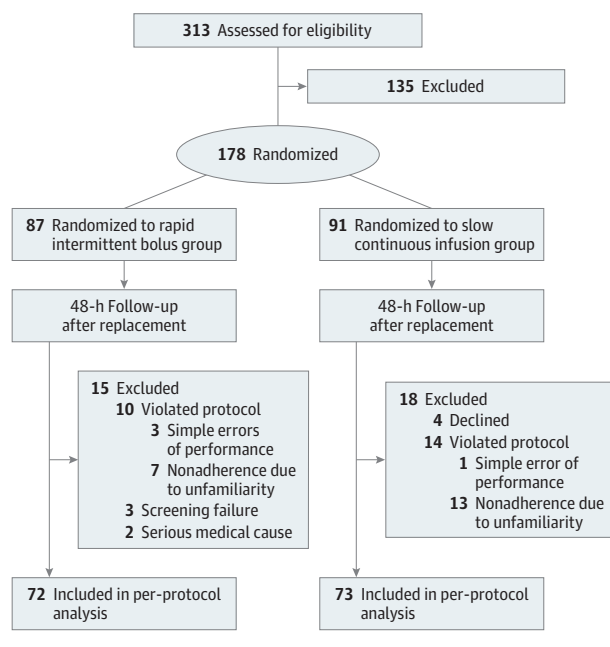 313 Assessed for eligibility
135 Excluded
178 Randomized
87 Randomized to rapid
intermittent bolus group
91 Randomized to slow
continuous infusion group
48-h Follow-up
after replacement
48-h Follow-up
after replacement
15 Excluded
10 Violated protocol
3 Simple errors
of performance
7 Nonadherence due
to unfamiliarity
3 Screening failure
2 Serious medical cause
18 Excluded
4 Declined
14 Violated protocol
1 Simple error of
performance
13 Nonadherence due
to unfamiliarity
72 Included in per-protocol
analysis
73 Included in per-protocol
analysis